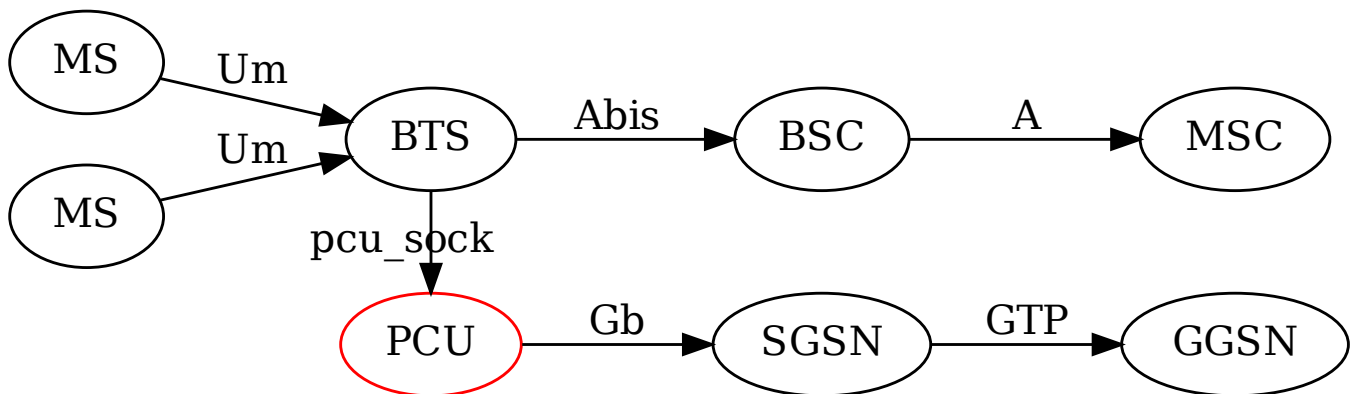 MS
Um
BTS
Abis
BSC
A
MSC
MS
Um
pcu_sock
PCU
Gb
SGSN
GTP
GGSN